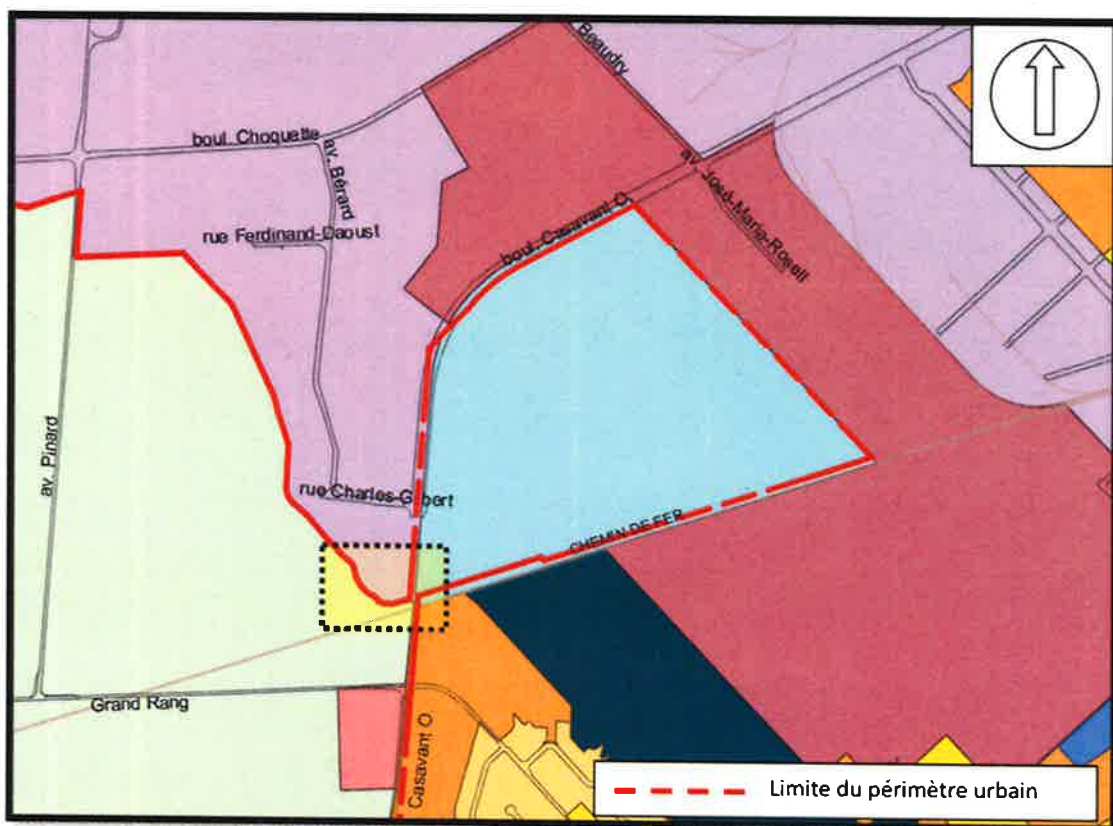 Beaudry
boul. Choquette
av. Bérard
av. José-Maria-Rosell
rue Ferdinand-Daoust
boul. Casavant O.
av. Pinard
rue Charles-Gilbert
CHEMIN DE FER
Grand Rang
Casavant O
Limite du périmètre urbain